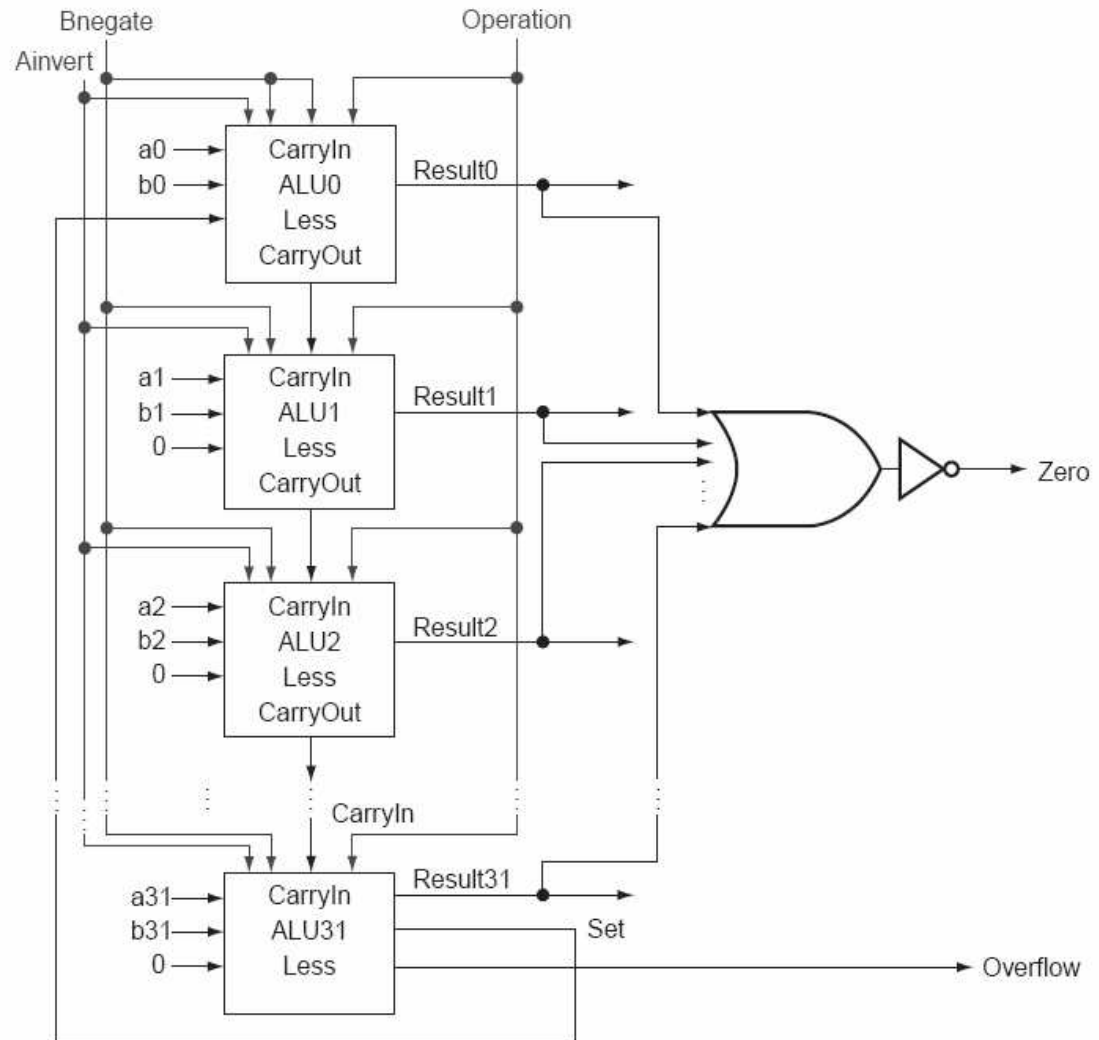 Bnegate
Operation
Ainvert
a0
CarryIn
Result0
b0
ALU0
Less
CarryOut
a1
CarryIn
Result1
b1
ALU1
0
Less
CarryOut
Zero
a2
CarryIn
Result2
b2
ALU2
0
Less
CarryOut
CarryIn
a31
CarryIn
Result31
b31
ALU31
Set
0
Less
Overflow